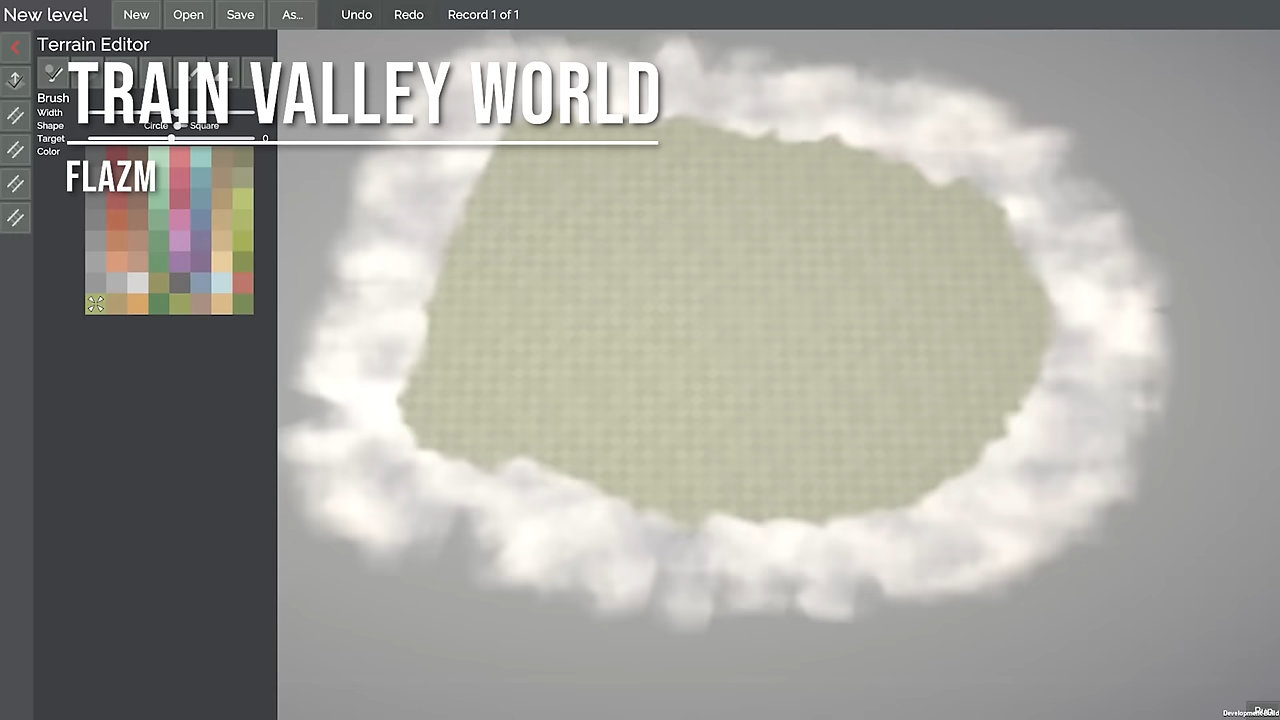 New level New Open Save As... Undo Redo Record 1 of 1
Terrain Editor
TRAIN VALLEY WORLD
Brush
Width
Shape Circle Square
Target 0
Color
FLAZM